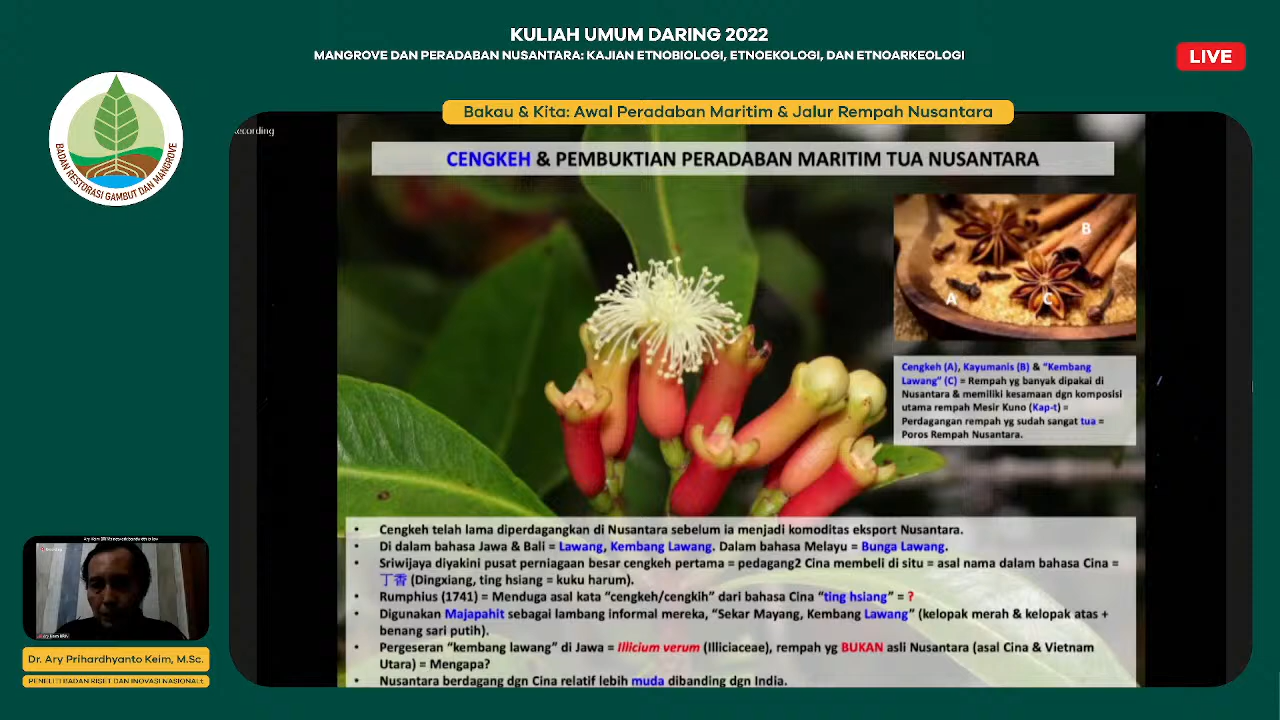 KULIAH UMUM DARING 2022
MANGROVE DAN PERADABAN NUSANTARA: KAJIAN ETNOBIOLOGI, ETNOEKOLOGI, DAN ETNOARKEOLOGI
LIVE
BADAN RESTORASI GAMBUT DAN MANGROVE
Bakau & Kita: Awal Peradaban Maritim & Jalur Rempah Nusantara
ecording
CENGKEH & PEMBUKTIAN PERADABAN MARITIM TUA NUSANTARA
B
A
C
Cengkeh (A), Kayumanis (B) & “Kembang
Lawang” (C) = Rempah yg banyak dipakai di
Nusantara & memiliki kesamaan dgn komposisi
utama rempah Mesir Kuno (Kap-t) =
Perdagangan rempah yg sudah sangat tua =
Poros Rempah Nusantara.
• Cengkeh telah lama diperdagangkan di Nusantara sebelum ia menjadi komoditas eksport Nusantara.
• Di dalam bahasa Jawa & Bali = Lawang, Kembang Lawang. Dalam bahasa Melayu = Bunga Lawang.
• Sriwijaya diyakini pusat perniagaan besar cengkeh pertama = pedagang2 Cina membeli di situ = asal nama dalam bahasa Cina =
丁香 (Dingxiang, ting hsiang = kuku harum).
• Rumphius (1741) = Menduga asal kata “cengkeh/cengkih” dari bahasa Cina “ting hsiang” = ?
• Digunakan Majapahit sebagai lambang informal mereka, “Sekar Mayang, Kembang Lawang” (kelopak merah & kelopak atas +
benang sari putih).
• Pergeseran “kembang lawang” di Jawa = Illicium verum (Illiciaceae), rempah yg BUKAN asli Nusantara (asal Cina & Vietnam
Utara) = Mengapa?
• Nusantara berdagang dgn Cina relatif lebih muda dibanding dgn India.
Dr. Ary Prihardhyanto Keim, M.Sc.
PENELITI BADAN RISET DAN INOVASI NASIONALt